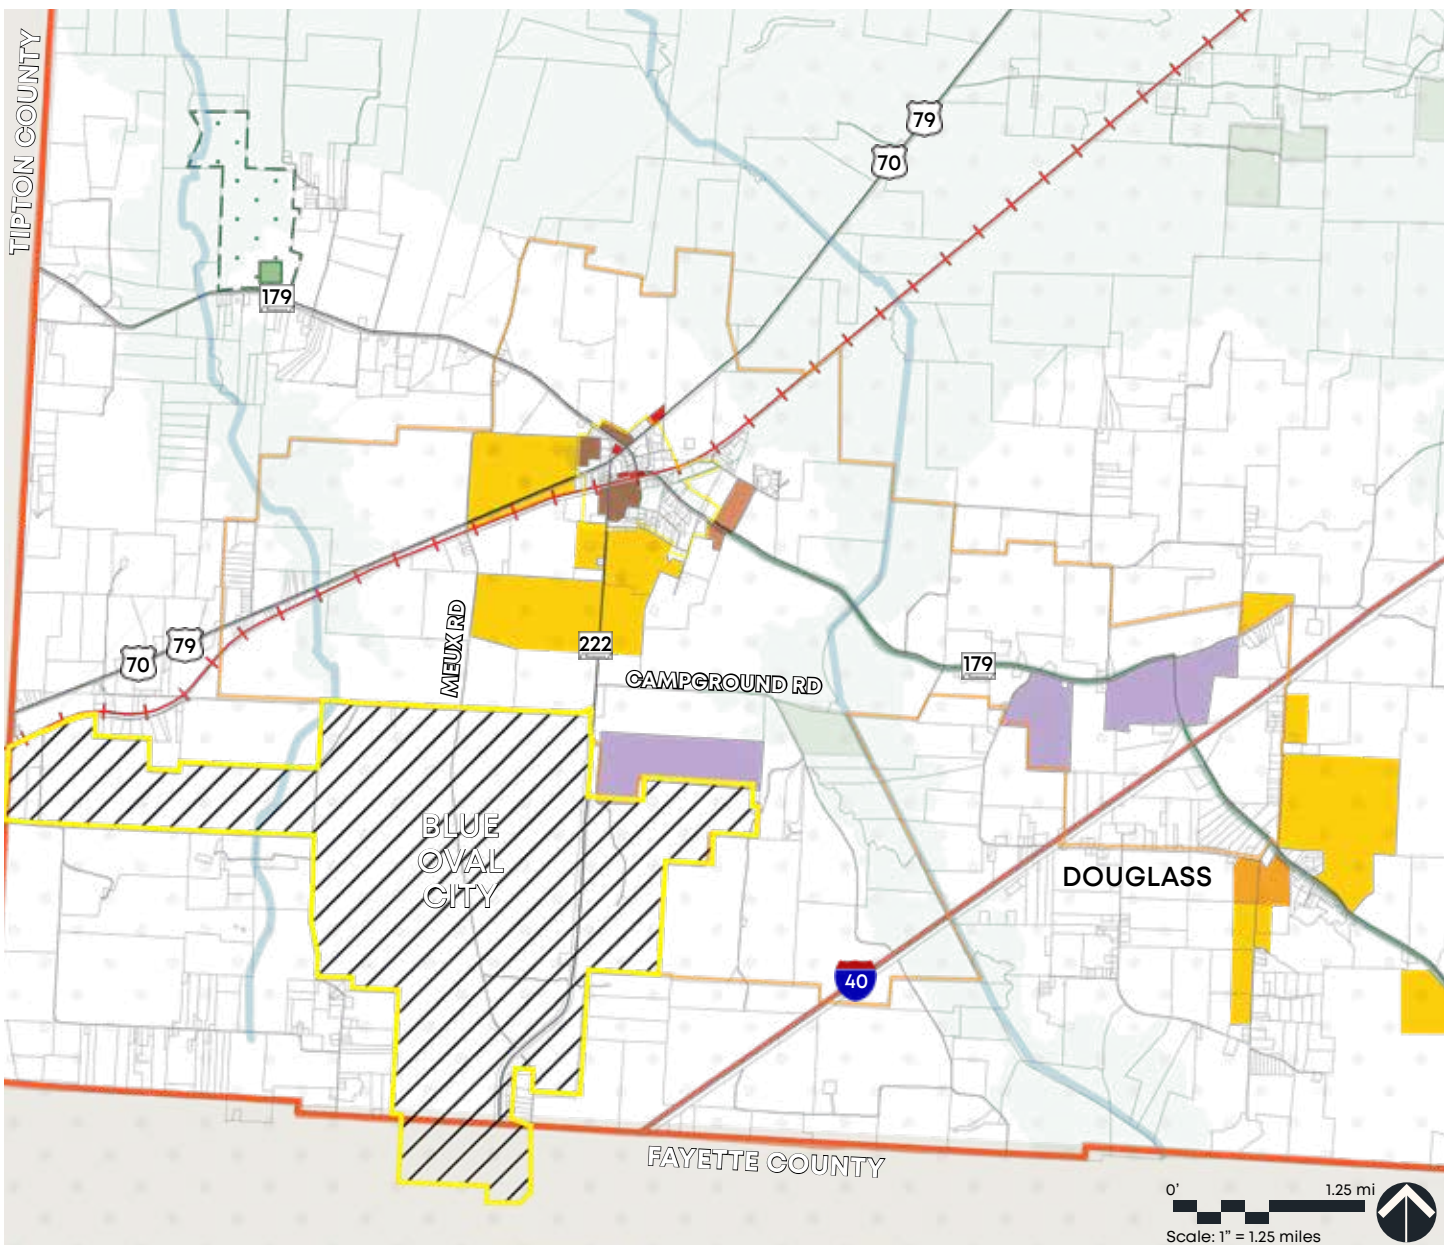 TIPTON COUNTY
79
70
179
MEUX RD
222
79
70
CAMPGROUND RD
179
BLUE
OVAL
CITY
DOUGLASS
40
FAYETTE COUNTY
0’ 1.25 mi
Scale: 1” = 1.25 miles